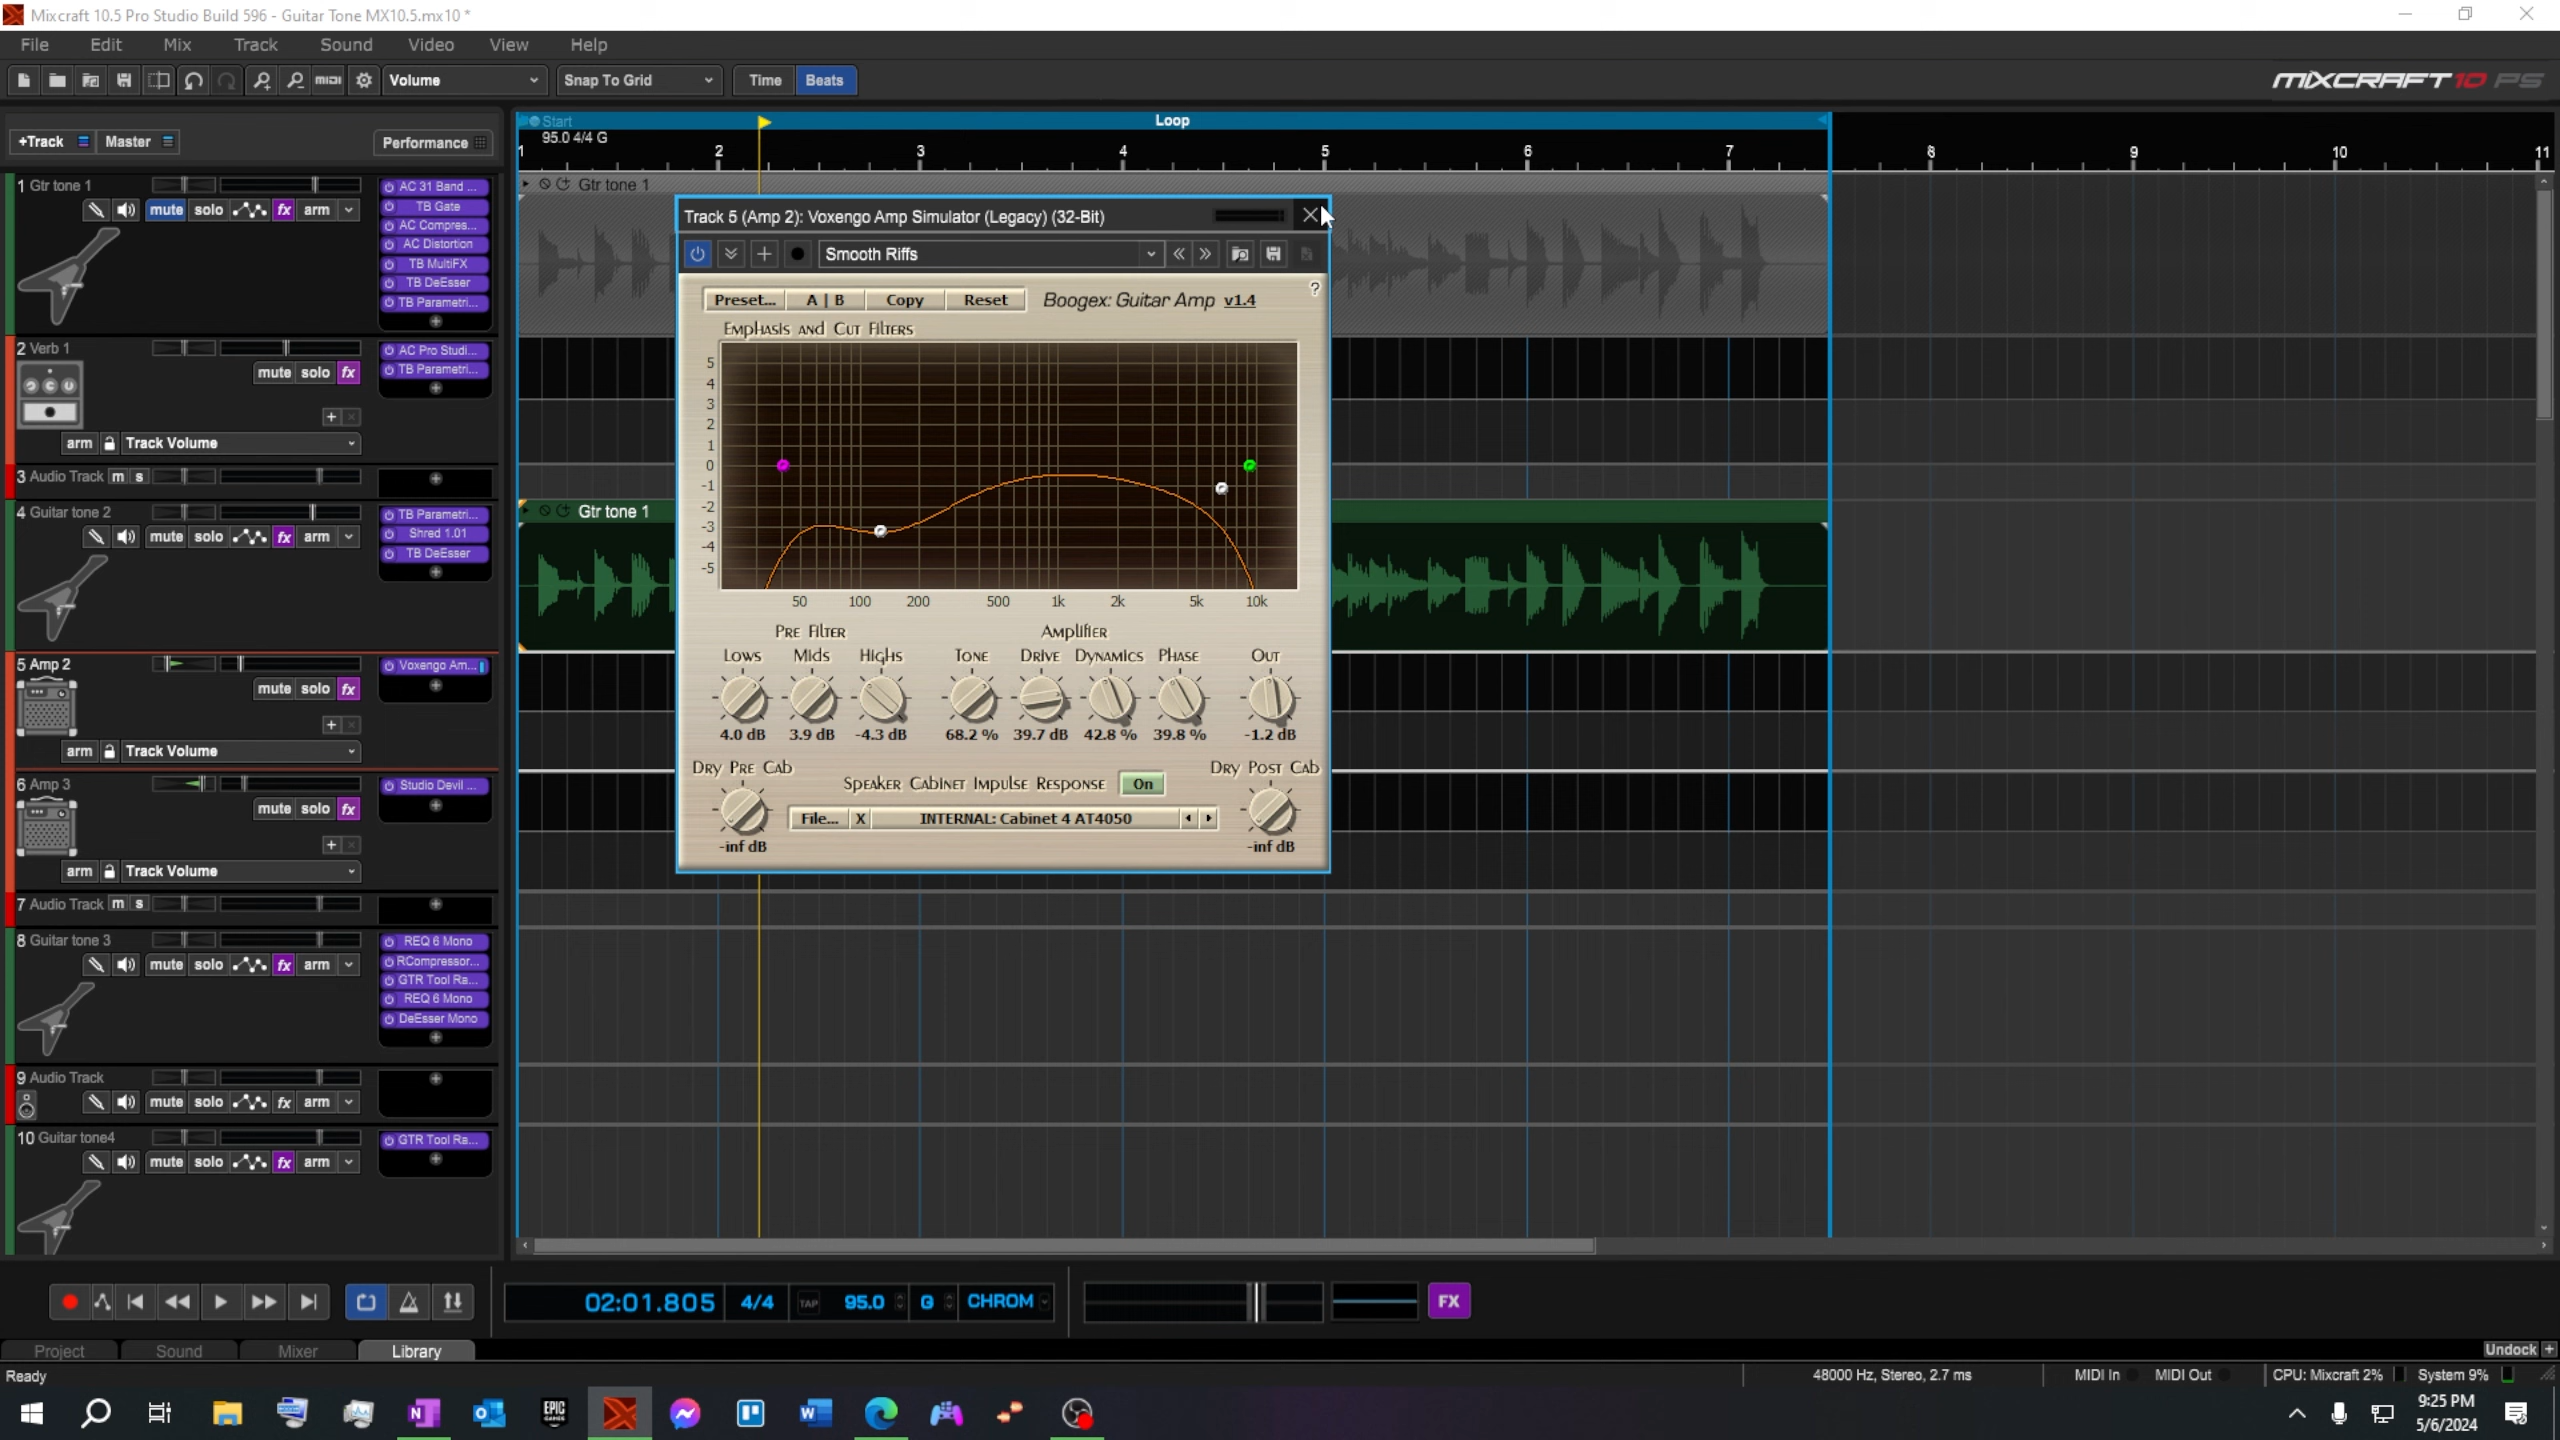 Mixcraft 10.5 Pro Studio Build 596 - Guitar Tone MX10.5.mx10 *
File Edit Mix Track Sound Video View Help
MIDI Volume Snap To Grid Time Beats MIXCRAFT 10 PS
+Track Master Performance
Start Loop
95.0 4/4 G
1 2 3 4 5 6 7 8 9 10 11
1 Gtr tone 1
mute solo fx arm
AC 31 Band ...
TB Gate
AC Compres...
AC Distortion
TB MultiFX
TB DeEsser
TB Parametri...
Gtr tone 1
2 Verb 1
mute solo fx
AC Pro Studi...
TB Parametri...
arm Track Volume
3 Audio Track m s
4 Guitar tone 2
mute solo fx arm
TB Parametri...
Shred 1.01
TB DeEsser
Gtr tone 1
5 Amp 2
mute solo fx
Voxengo Am...
arm Track Volume
6 Amp 3
mute solo fx
Studio Devil ...
arm Track Volume
7 Audio Track m s
8 Guitar tone 3
mute solo fx arm
REQ 6 Mono
RCompressor...
GTR Tool Ra...
REQ 6 Mono
DeEsser Mono
9 Audio Track
mute solo fx arm
10 Guitar tone4
mute solo fx arm
GTR Tool Ra...
Track 5 (Amp 2): Voxengo Amp Simulator (Legacy) (32-Bit)
Smooth Riffs
Preset... A | B Copy Reset Boogex: Guitar Amp v1.4 ?
Emphasis and Cut Filters
5
4
3
2
1
0
-1
-2
-3
-4
-5
50 100 200 500 1k 2k 5k 10k
Pre Filter Amplifier
Lows Mids Highs Tone Drive Dynamics Phase Out
4.0 dB 3.9 dB -4.3 dB 68.2 % 39.7 dB 42.8 % 39.8 % -1.2 dB
Dry Pre Cab Speaker Cabinet Impulse Response On Dry Post Cab
File... X INTERNAL: Cabinet 4 AT4050
-inf dB -inf dB
02:01.805 4/4 TAP 95.0 G CHROM FX
Project Sound Mixer Library Undock
Ready 48000 Hz, Stereo, 2.7 ms MIDI In MIDI Out CPU: Mixcraft 2% System 9%
N O EPIC GAMES W
9:25 PM
5/6/2024